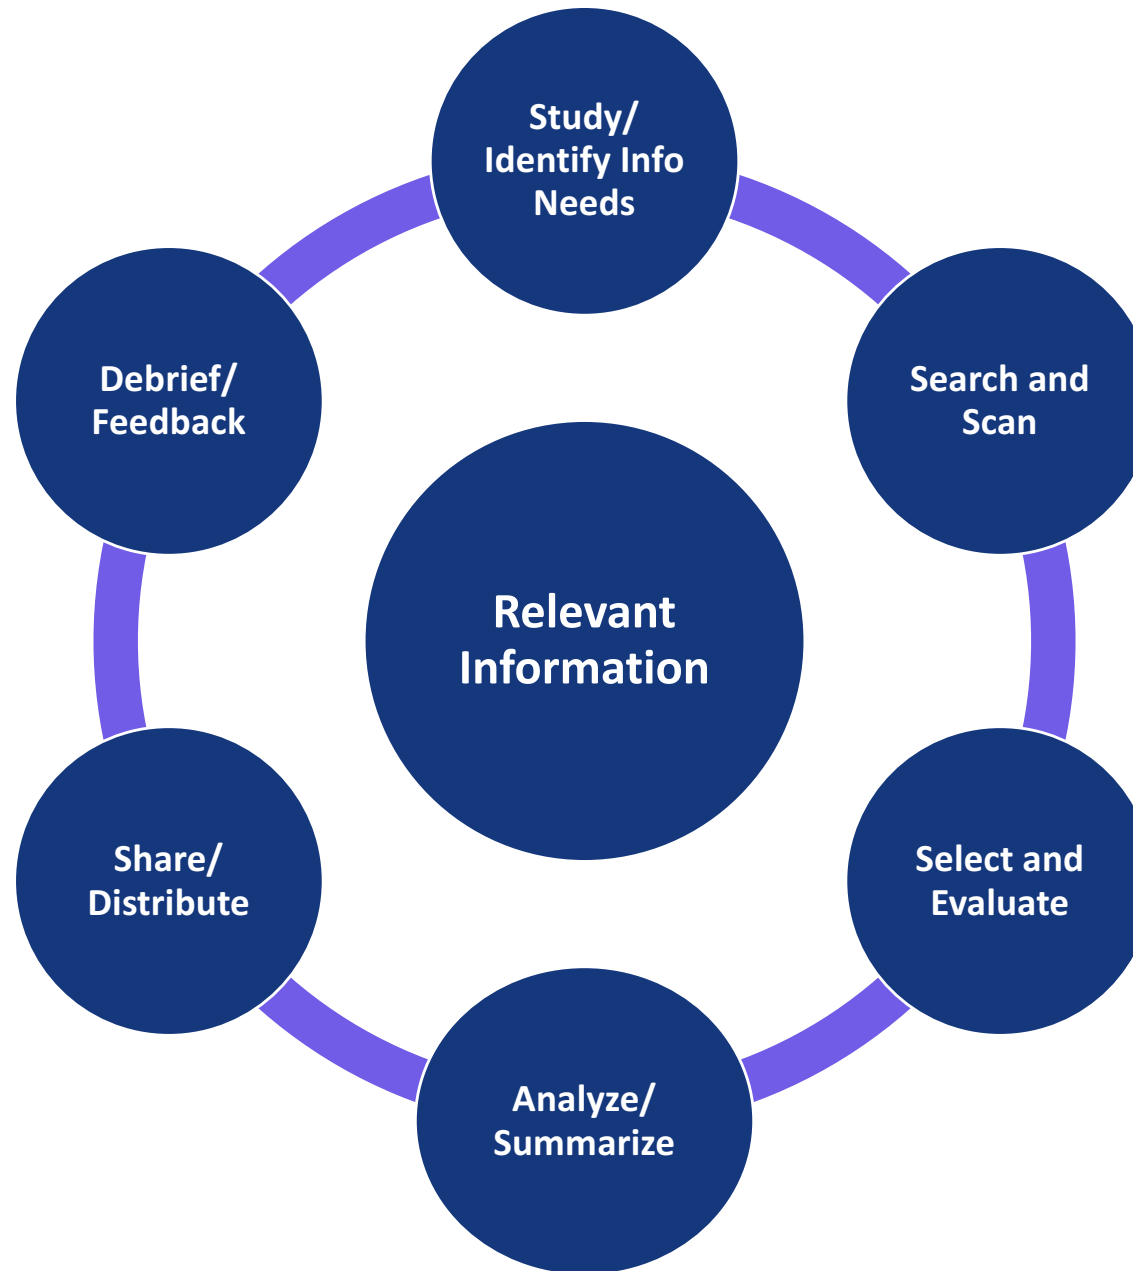 Study/
Identify Info
Needs
Search and
Scan
Select and
Evaluate
Analyze/
Summarize
Share/
Distribute
Debrief/
Feedback
Relevant
Information